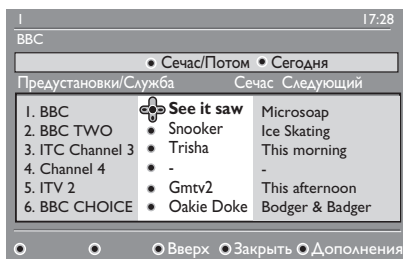 1 17:28
BBC
Сечас/Потом Сегодня
Предустановки/Служба Сечас Следующий
1. BBC See it saw Microsoap
2. BBC TWO Snooker Ice Skating
3. ITC Channel 3 Trisha This morning
4. Channel 4 - -
5. ITV 2 Gmtv2 This afternoon
6. BBC CHOICE Oakie Doke Bodger & Badger
Вверх Закрыть Дополнения